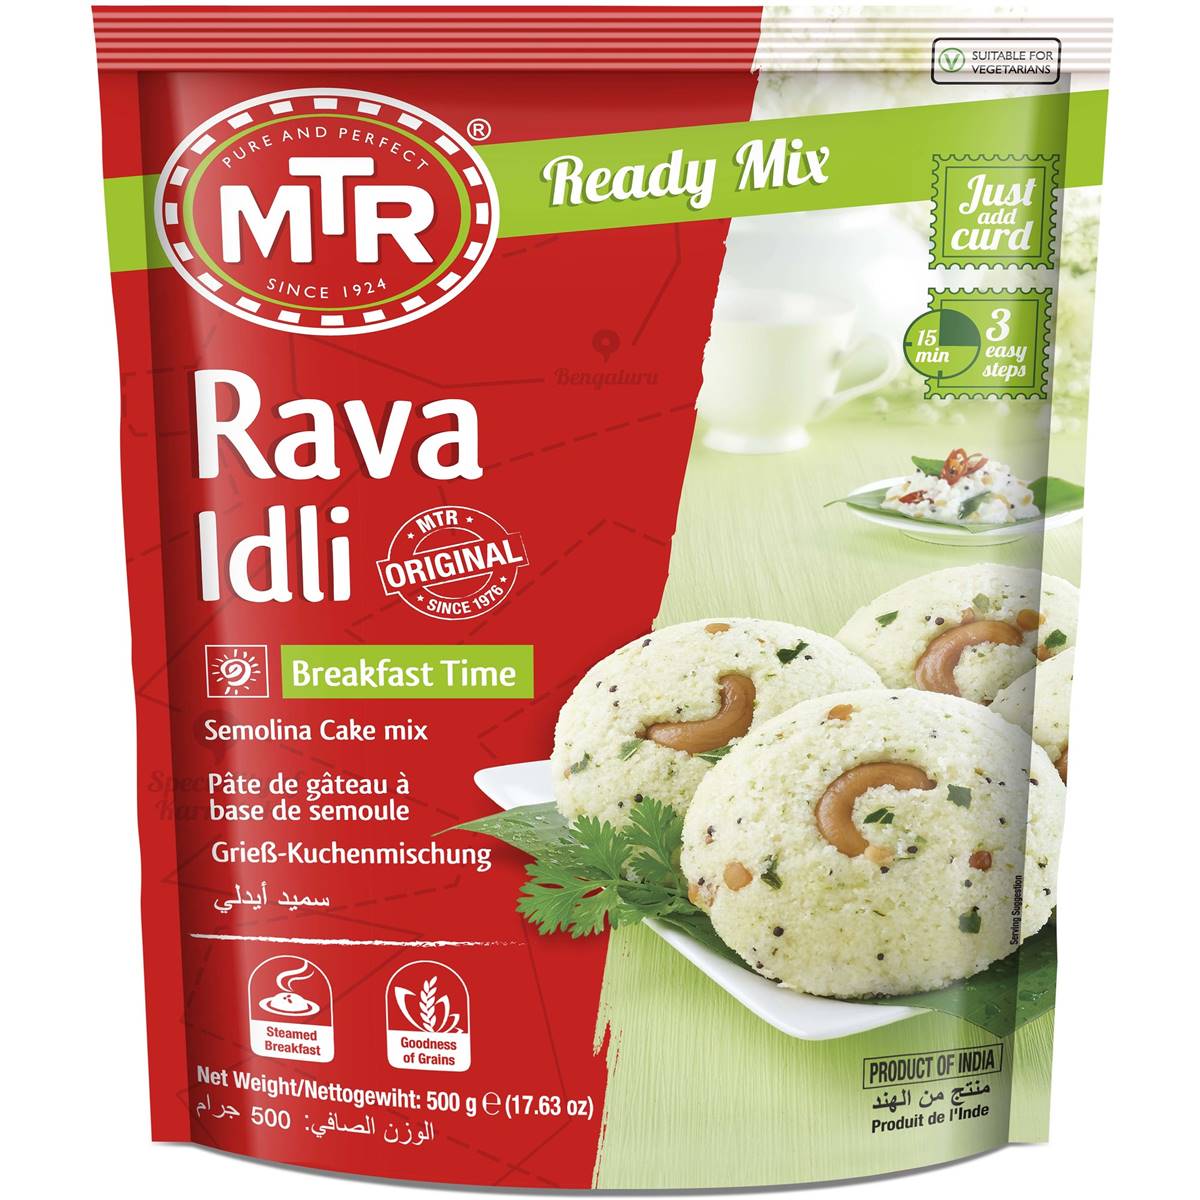 SUITABLE FOR
VEGETARIANS
PURE AND PERFECT
MTR
SINCE 1924
®
Ready Mix
Just
add
curd
15
min
3
easy
steps
Bengaluru
Rava
Idli
MTR
ORIGINAL
SINCE 1976
Breakfast Time
Semolina Cake mix
Pâte de gâteau à
base de semoule
Grieß-Kuchenmischung
سميد أيدلي
Serving Suggestion
Steamed
Breakfast
Goodness
of Grains
Net Weight/Nettogewiht: 500 g ℮ (17.63 oz)
الوزن الصافي: 500 جرام
PRODUCT OF INDIA
منتج من الهند
Produit de l'Inde